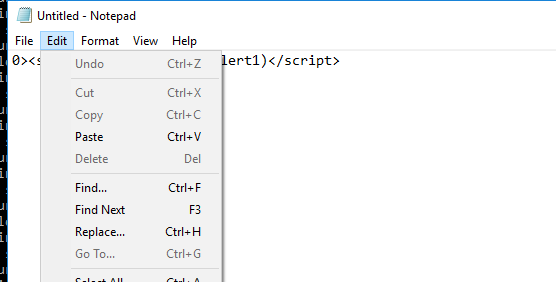 Untitled - Notepad
File Edit Format View Help
0><s lert1)</script>
Undo Ctrl+Z
Cut Ctrl+X
Copy Ctrl+C
Paste Ctrl+V
Delete Del
Find... Ctrl+F
Find Next F3
Replace... Ctrl+H
Go To... Ctrl+G
Select All Ctrl+A